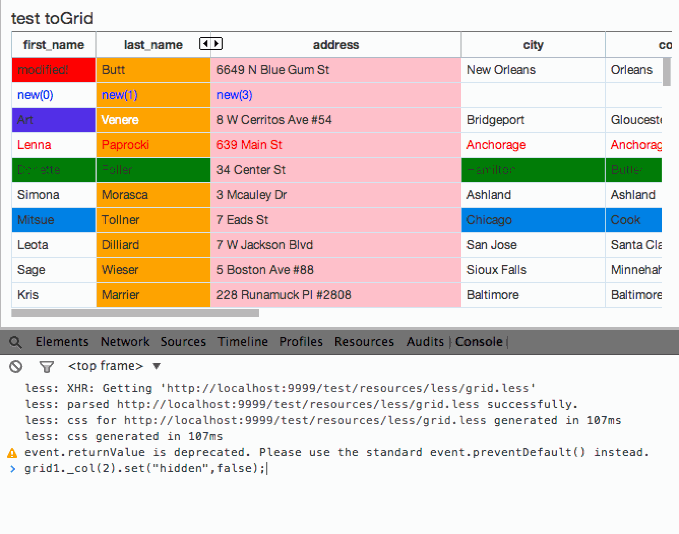 test toGrid
first_name last_name address city co
modified! Butt 6649 N Blue Gum St New Orleans Orleans
new(0) new(1) new(3)
Art Venere 8 W Cerritos Ave #54 Bridgeport Glouceste
Lenna Paprocki 639 Main St Anchorage Anchorag
Donette Foller 34 Center St Hamilton Butler
Simona Morasca 3 Mcauley Dr Ashland Ashland
Mitsue Tollner 7 Eads St Chicago Cook
Leota Dilliard 7 W Jackson Blvd San Jose Santa Cla
Sage Wieser 5 Boston Ave #88 Sioux Falls Minnehah
Kris Marrier 228 Runamuck Pl #2808 Baltimore Baltimore
Elements Network Sources Timeline Profiles Resources Audits Console
<top frame>
less: XHR: Getting 'http://localhost:9999/test/resources/less/grid.less'
less: parsed http://localhost:9999/test/resources/less/grid.less successfully.
less: css for http://localhost:9999/test/resources/less/grid.less generated in 107ms
less: css generated in 107ms
event.returnValue is deprecated. Please use the standard event.preventDefault() instead.
> grid1._col(2).set("hidden",false);